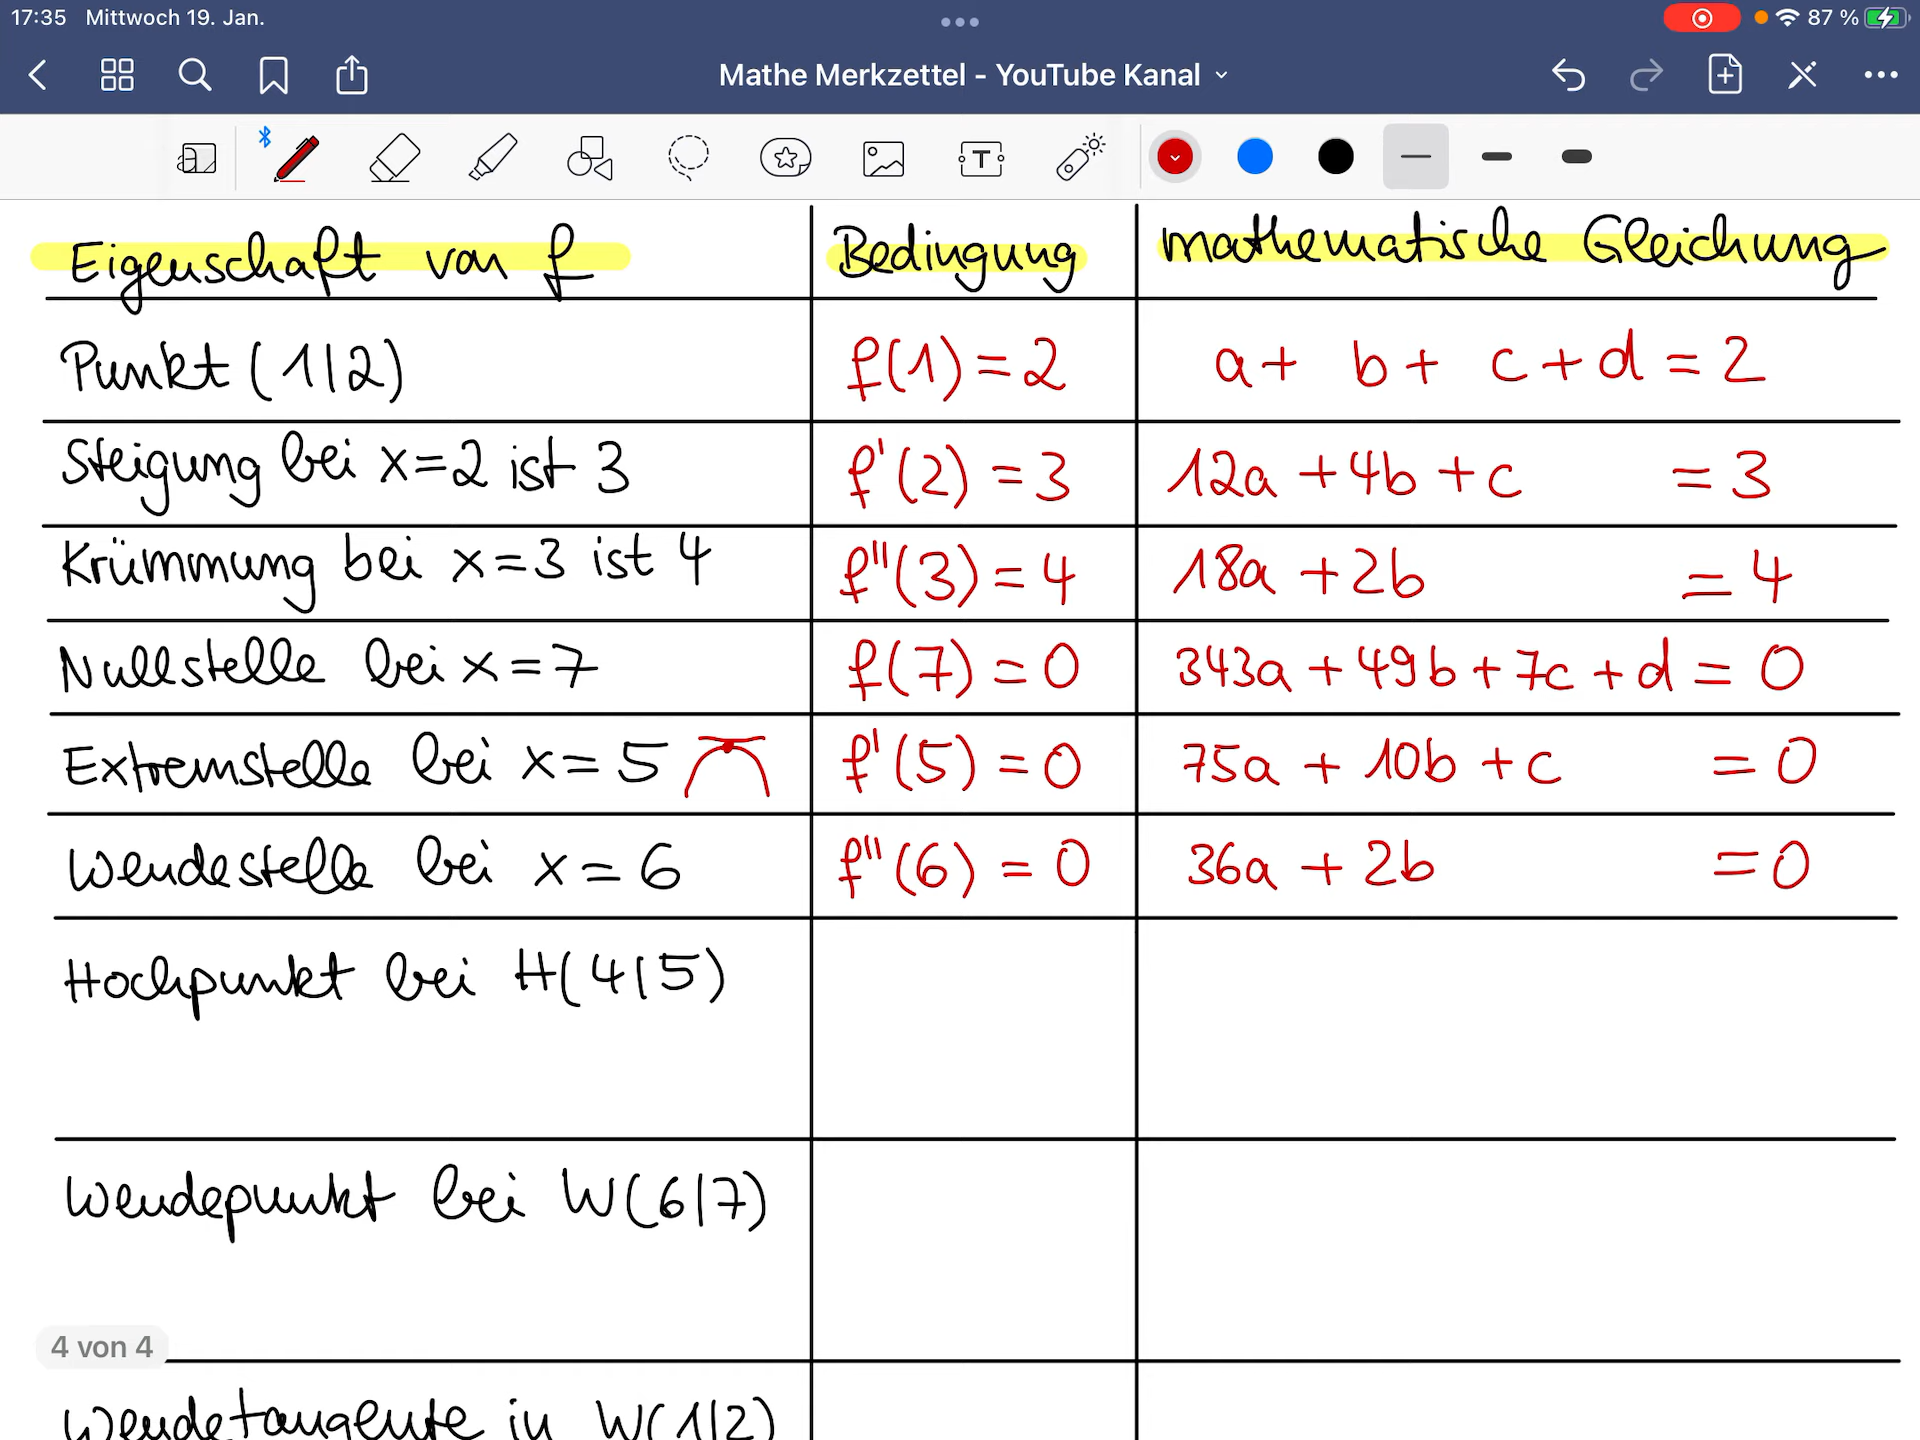 17:35 Mittwoch 19. Jan.
87 %
Mathe Merkzettel - YouTube Kanal
Eigenschaft von f Bedingung mathematische Gleichung
Punkt (1|2) f(1) = 2 a + b + c + d = 2
Steigung bei x=2 ist 3 f'(2) = 3 12a + 4b + c = 3
Krümmung bei x=3 ist 4 f''(3) = 4 18a + 2b = 4
Nullstelle bei x=7 f(7) = 0 343a + 49b + 7c + d = 0
Extremstelle bei x=5 f'(5) = 0 75a + 10b + c = 0
Wendestelle bei x=6 f''(6) = 0 36a + 2b = 0
Hochpunkt bei H(4|5)
Wendepunkt bei W(6|7)
4 von 4
Wendetangente in W(1|2)